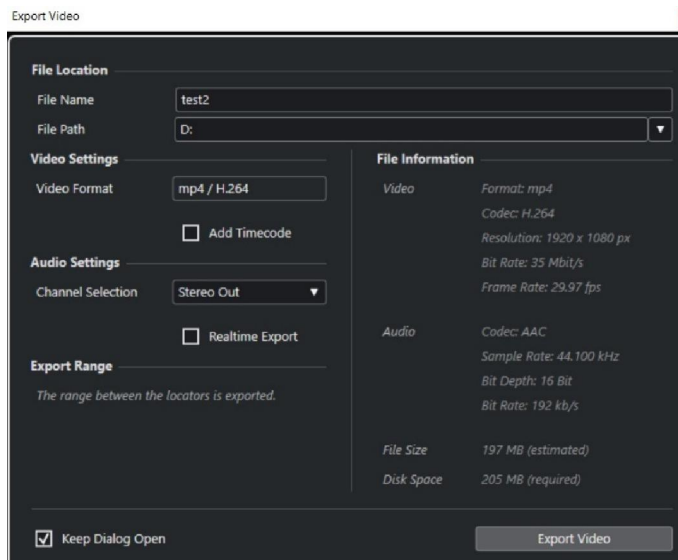 Export Video
File Location
File Name
test2
File Path
D:
Video Settings
Video Format
mp4 / H.264
Add Timecode
Audio Settings
Channel Selection
Stereo Out
Realtime Export
Export Range
The range between the locators is exported.
File Information
Video
Format: mp4
Codec: H.264
Resolution: 1920 x 1080 px
Bit Rate: 35 Mbit/s
Frame Rate: 29.97 fps
Audio
Codec: AAC
Sample Rate: 44.100 kHz
Bit Depth: 16 Bit
Bit Rate: 192 kb/s
File Size
197 MB (estimated)
Disk Space
205 MB (required)
Keep Dialog Open
Export Video